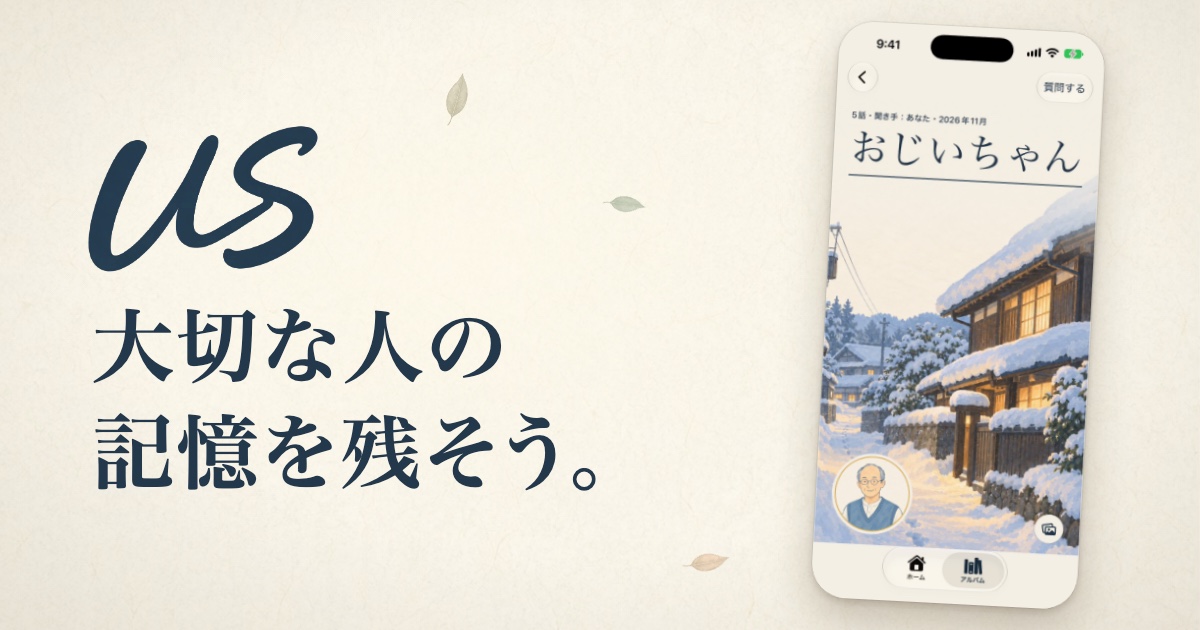 us
大切な人の
記憶を残そう。
9:41
質問する
5話・聞き手：あなた・2026年11月
おじいちゃん
ホーム
アルバム